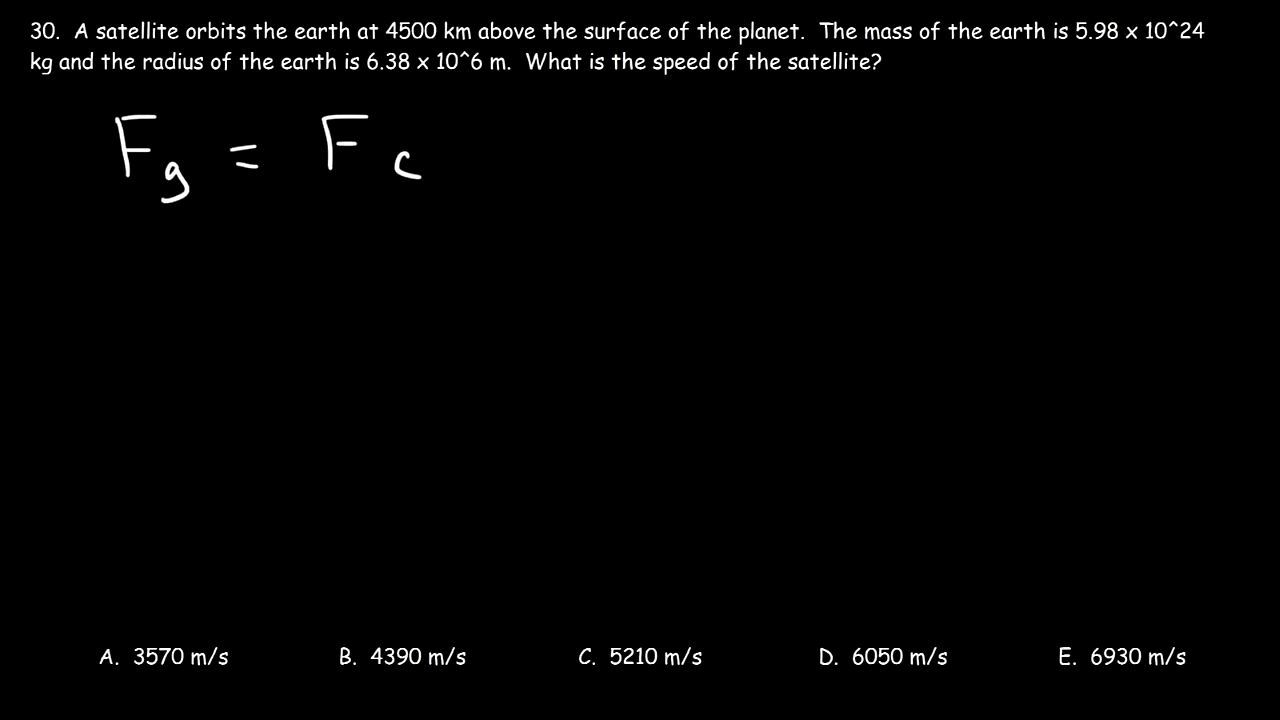 30. A satellite orbits the earth at 4500 km above the surface of the planet. The mass of the earth is 5.98 x 10^24
kg and the radius of the earth is 6.38 x 10^6 m. What is the speed of the satellite?
Fg = Fc
A. 3570 m/s B. 4390 m/s C. 5210 m/s D. 6050 m/s E. 6930 m/s